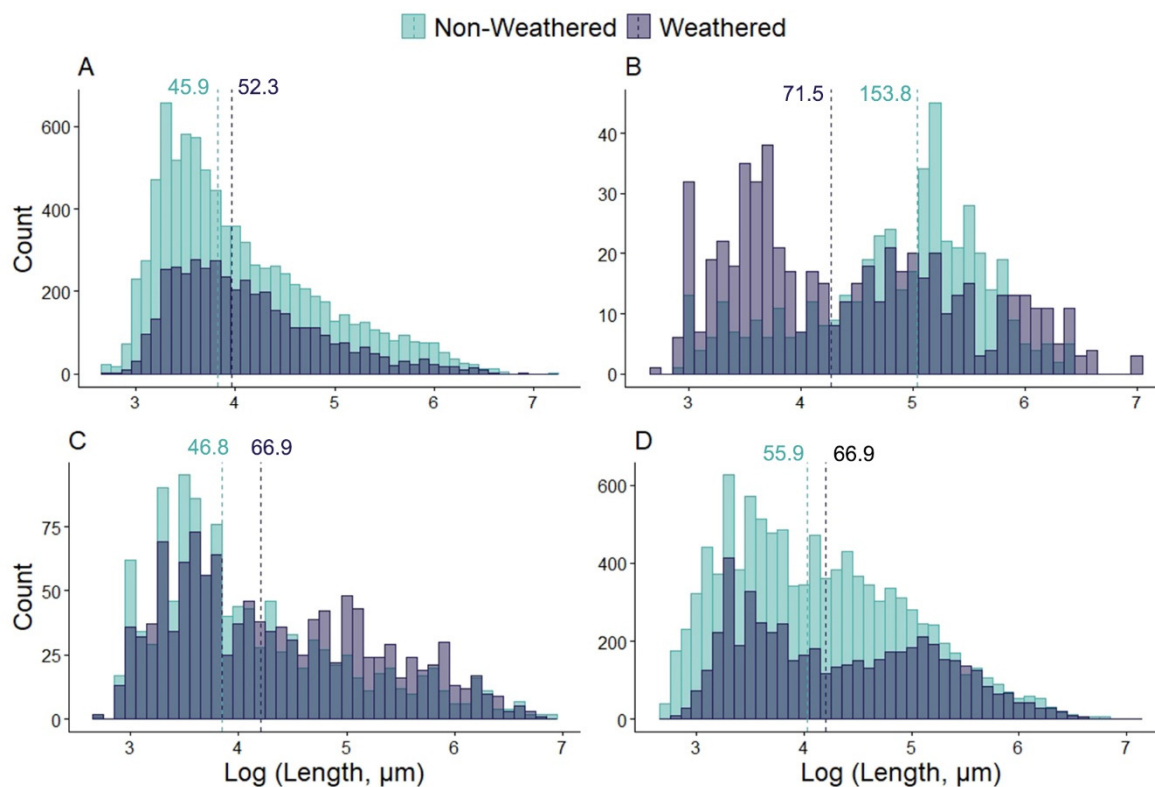 Non-Weathered Weathered
A B
45.9 52.3 71.5 153.8
600 400 200 0
40 30 20 10 0
Count
3 4 5 6 7
3 4 5 6 7
C D
46.8 66.9 55.9 66.9
75 50 25 0
600 400 200 0
Count
3 4 5 6 7
3 4 5 6 7
Log (Length, µm) Log (Length, µm)